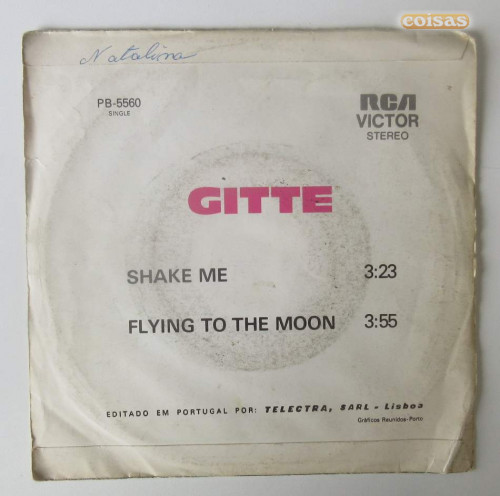 coisas
Natalina
PB-5560
SINGLE
RCA
VICTOR
STEREO
GITTE
SHAKE ME 3:23
FLYING TO THE MOON 3:55
EDITADO EM PORTUGAL POR: TELECTRA, SARL - Lisboa
Gráficos Reunidos-Porto